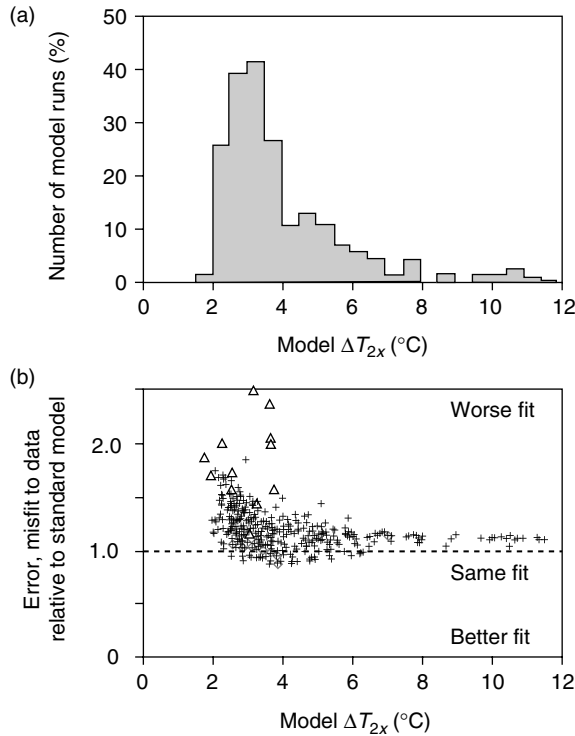 (a)
50
40
30
20
10
0
Number of model runs (%)
0 2 4 6 8 10 12
Model ΔT2x (°C)
(b)
Worse fit
2.0
1.0
Same fit
Better fit
0
Error, misfit to data
relative to standard model
0 2 4 6 8 10 12
Model ΔT2x (°C)